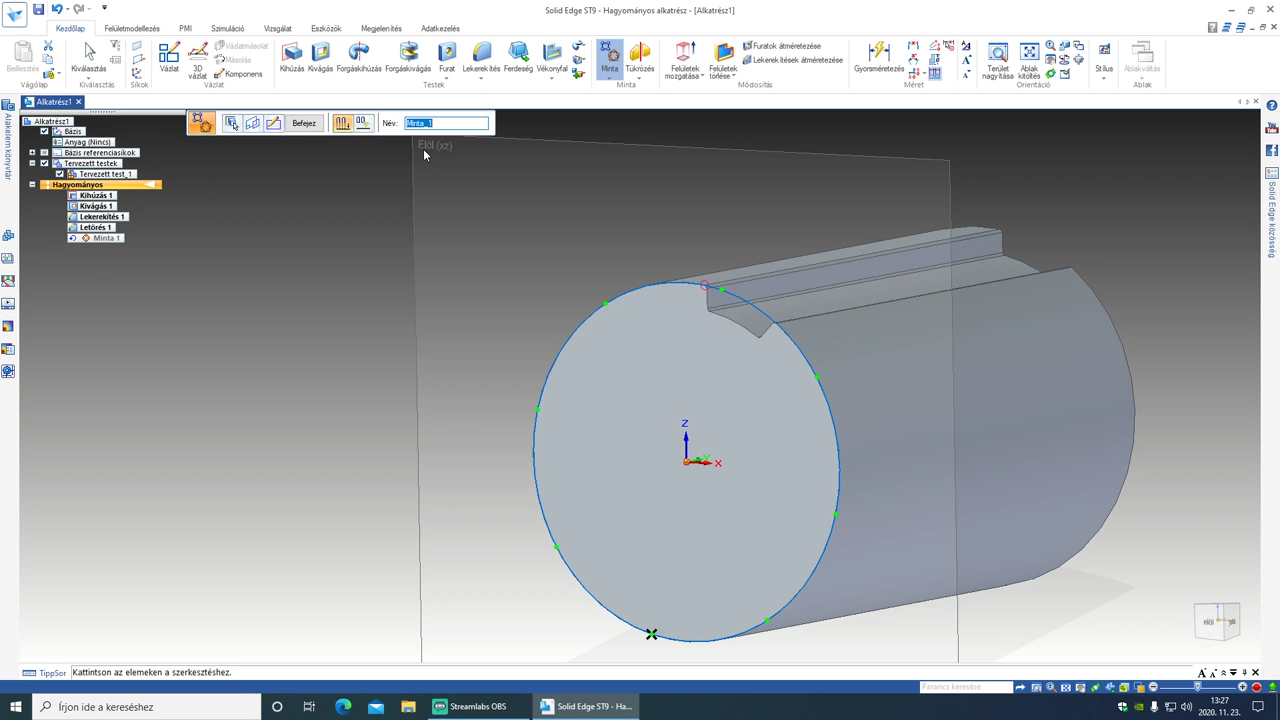 Solid Edge ST9 - Hagyományos alkatrész - [Alkatrész1]
Kezdőlap
Felületmodellezés
PMI
Szimuláció
Vizsgálat
Eszközök
Megjelenítés
Adatkezelés
Beillesztés
Kiválasztás
Vázlat
3D vázlat
Vázlatmásolat
Másolás
Komponens
Kihúzás
Kivágás
Forgáskihúzás
Forgáskivágás
Furat
Lekerekítés
Ferdeség
Vékonyfal
Minta
Tükrözés
Felületek mozgatása
Felületek törlése
Furatok átméretezése
Lekerekítések átméretezése
Gyorsméretezés
Terület nagyítása
Ablak kitöltés
Stílus
Ablakváltás
Vágólap
Kiválasztás
Síkok
Vázlat
Testek
Minta
Módosítás
Méret
Orientáció
Stílus
Ablak
Alkatrész1
Alkatrész1
Bázis
Anyag (Nincs)
Bázis referenciasíkok
Tervezett testek
Tervezett test_1
Hagyományos
Kihúzás 1
Kivágás 1
Lekerekítés 1
Letörés 1
Minta 1
Befejez
Név:
Minta_1
Elöl (xz)
Z
Y
X
elöl
Alakelem könyvtár
Solid Edge közösség
TippSor
Kattintson az elemeken a szerkesztéshez.
Parancs keresése
Írjon ide a kereséshez
Streamlabs OBS
Solid Edge ST9 - Ha...
13:27
2020. 11. 23.